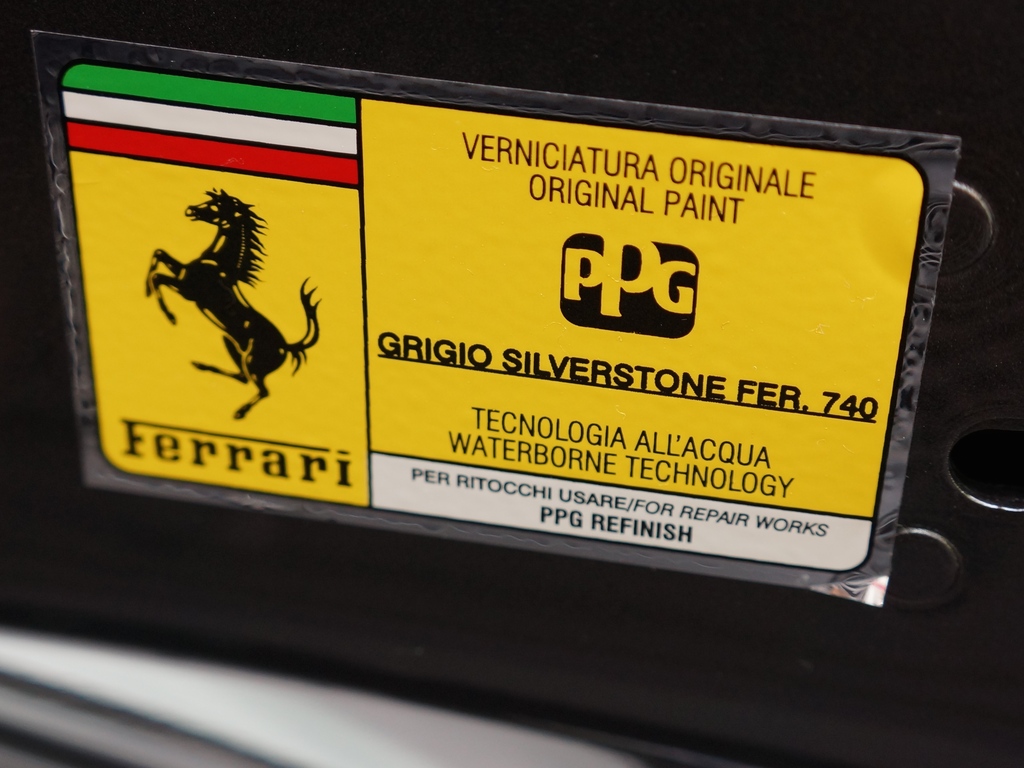 Ferrari
VERNICIATURA ORIGINALE
ORIGINAL PAINT
PPG
GRIGIO SILVERSTONE FER. 740
TECNOLOGIA ALL'ACQUA
WATERBORNE TECHNOLOGY
PER RITOCCHI USARE/FOR REPAIR WORKS
PPG REFINISH